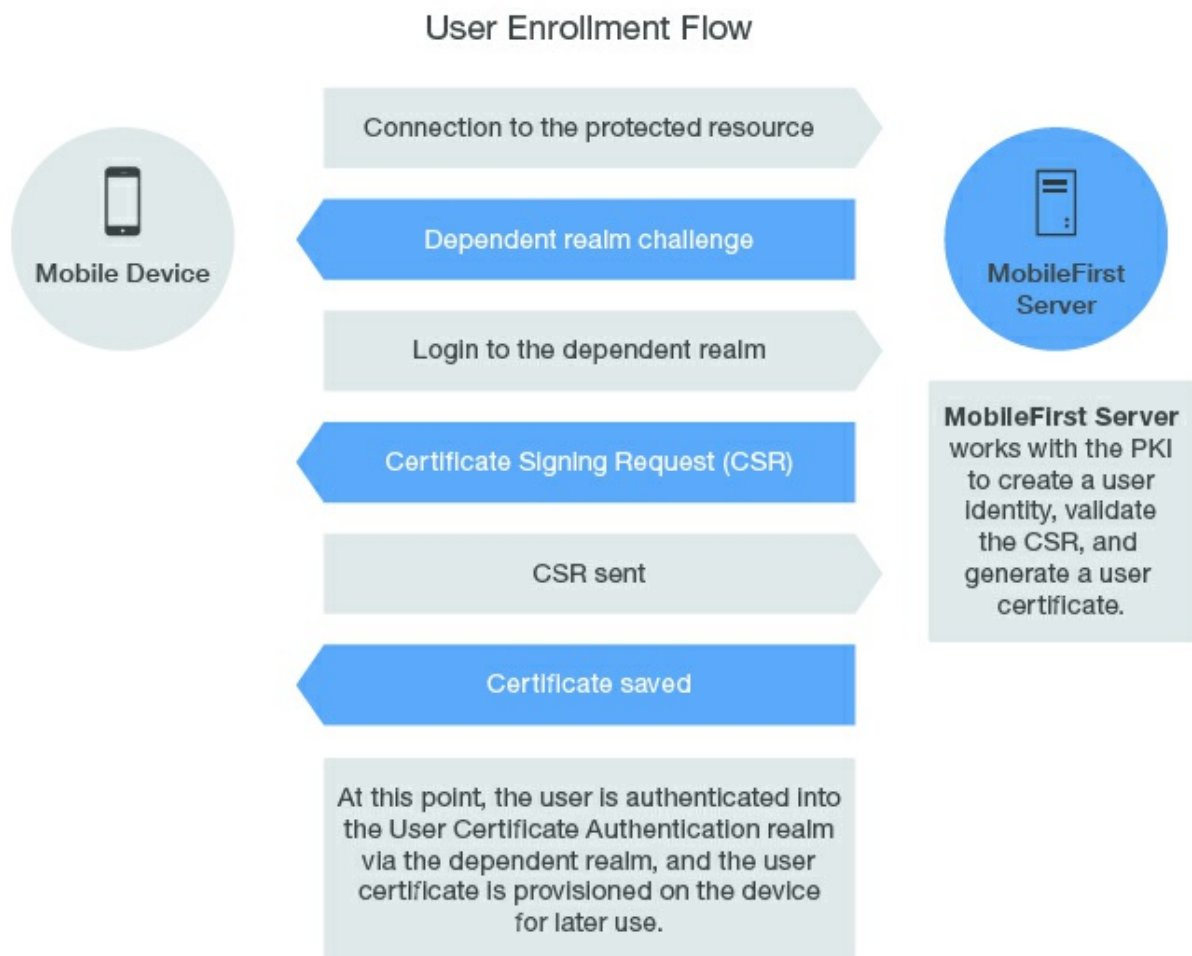 User Enrollment Flow
Connection to the protected resource
Mobile Device
Dependent realm challenge
MobileFirst
Server
Login to the dependent realm
Certificate Signing Request (CSR)
CSR sent
MobileFirst Server
works with the PKI
to create a user
identity, validate
the CSR, and
generate a user
certificate.
Certificate saved
At this point, the user is authenticated into
the User Certificate Authentication realm
via the dependent realm, and the user
certificate is provisioned on the device
for later use.